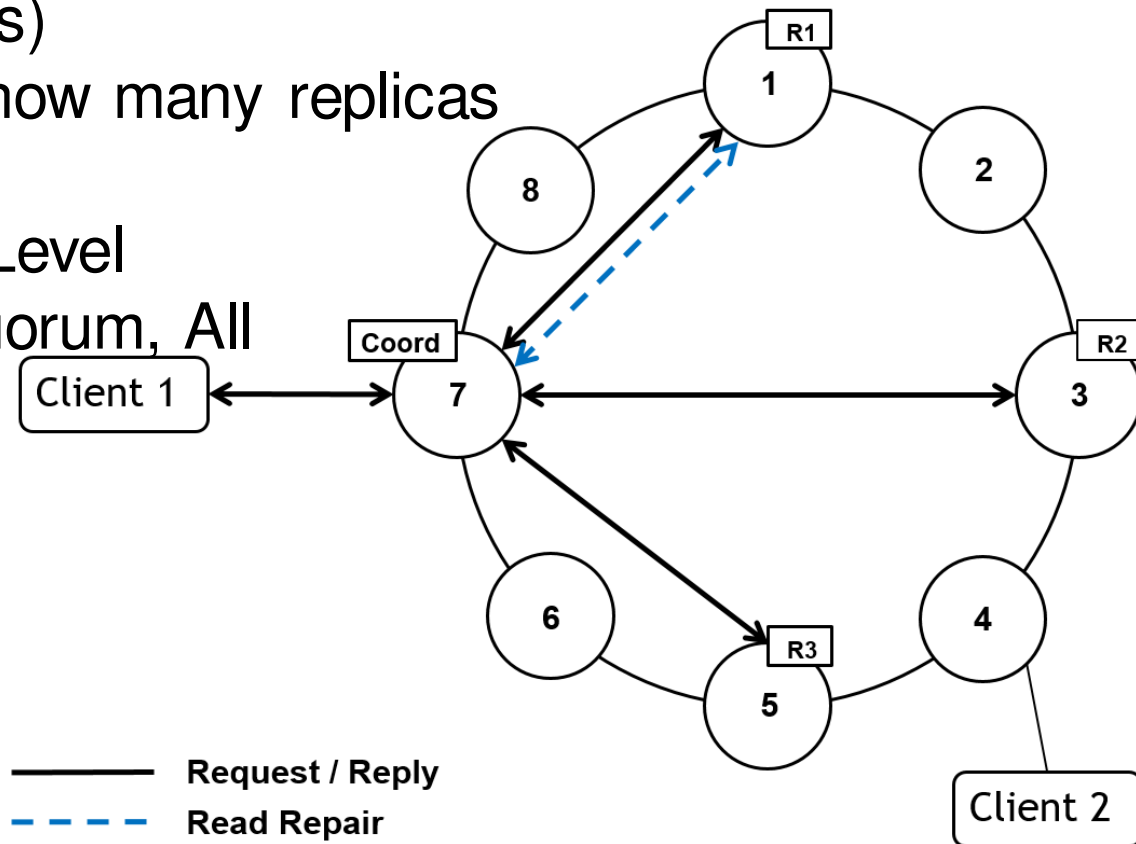 s)
how many replicas
Level
uorum, All
R1
1
2
8
Coord
R2
Client 1
7
3
6
4
R3
5
Request / Reply
Read Repair
Client 2